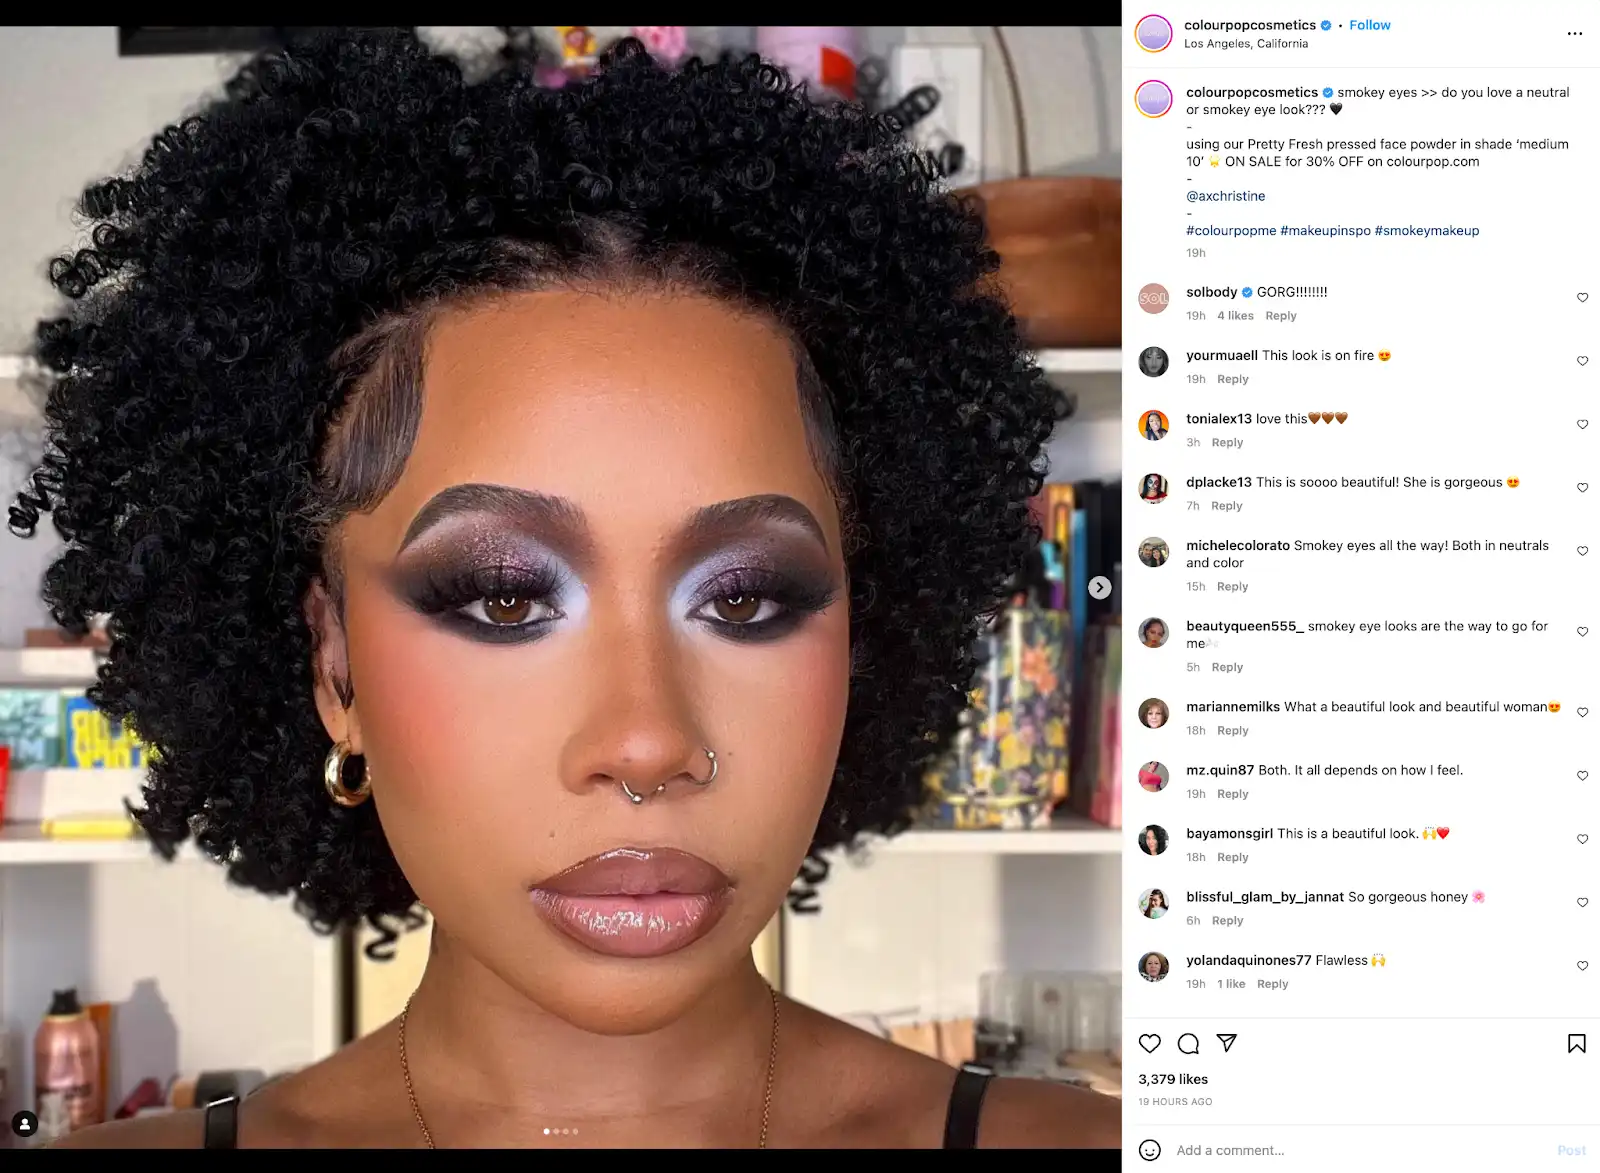 colourpopcosmetics • Follow
Los Angeles, California
colourpopcosmetics smokey eyes >> do you love a neutral
or smokey eye look??? 🖤
-
using our Pretty Fresh pressed face powder in shade ‘medium
10’ ⭐ ON SALE for 30% OFF on colourpop.com
-
@axchristine
-
#colourpopme #makeupinspo #smokeymakeup
19h
SOL
solbody GORG!!!!!!!!
19h 4 likes Reply
yourmuaell This look is on fire 😍
19h Reply
tonialex13 love this🤎🤎🤎
3h Reply
dplacke13 This is soooo beautiful! She is gorgeous 😍
7h Reply
michelecolorato Smokey eyes all the way! Both in neutrals
and color
15h Reply
beautyqueen555_ smokey eye looks are the way to go for
me
5h Reply
mariannemilks What a beautiful look and beautiful woman😍
18h Reply
mz.quin87 Both. It all depends on how I feel.
19h Reply
bayamonsgirl This is a beautiful look. 🙌❤️
18h Reply
blissful_glam_by_jannat So gorgeous honey 🌸
6h Reply
yolandaquinones77 Flawless 🙌
19h 1 like Reply
3,379 likes
19 HOURS AGO
Add a comment...
Post